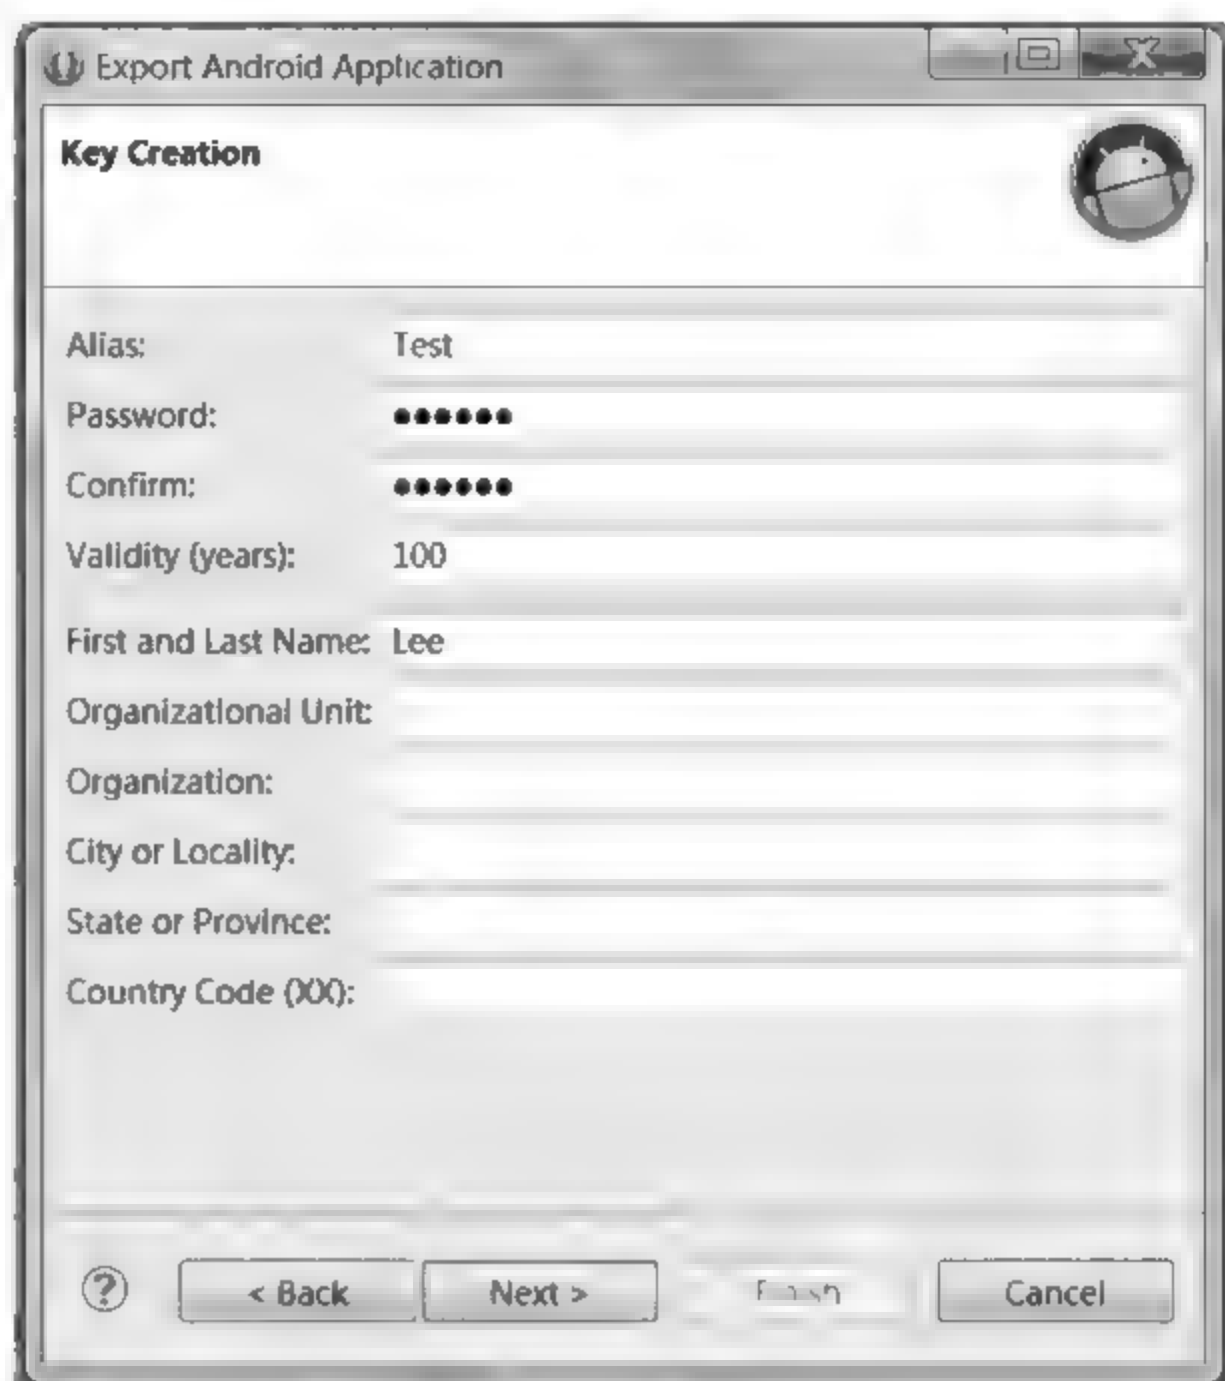 Export Android Application
Key Creation
Alias: Test
Password: ●●●●●●
Confirm: ●●●●●●
Validity (years): 100
First and Last Name: Lee
Organizational Unit:
Organization:
City or Locality:
State or Province:
Country Code (XX):
? < Back Next > Finish Cancel